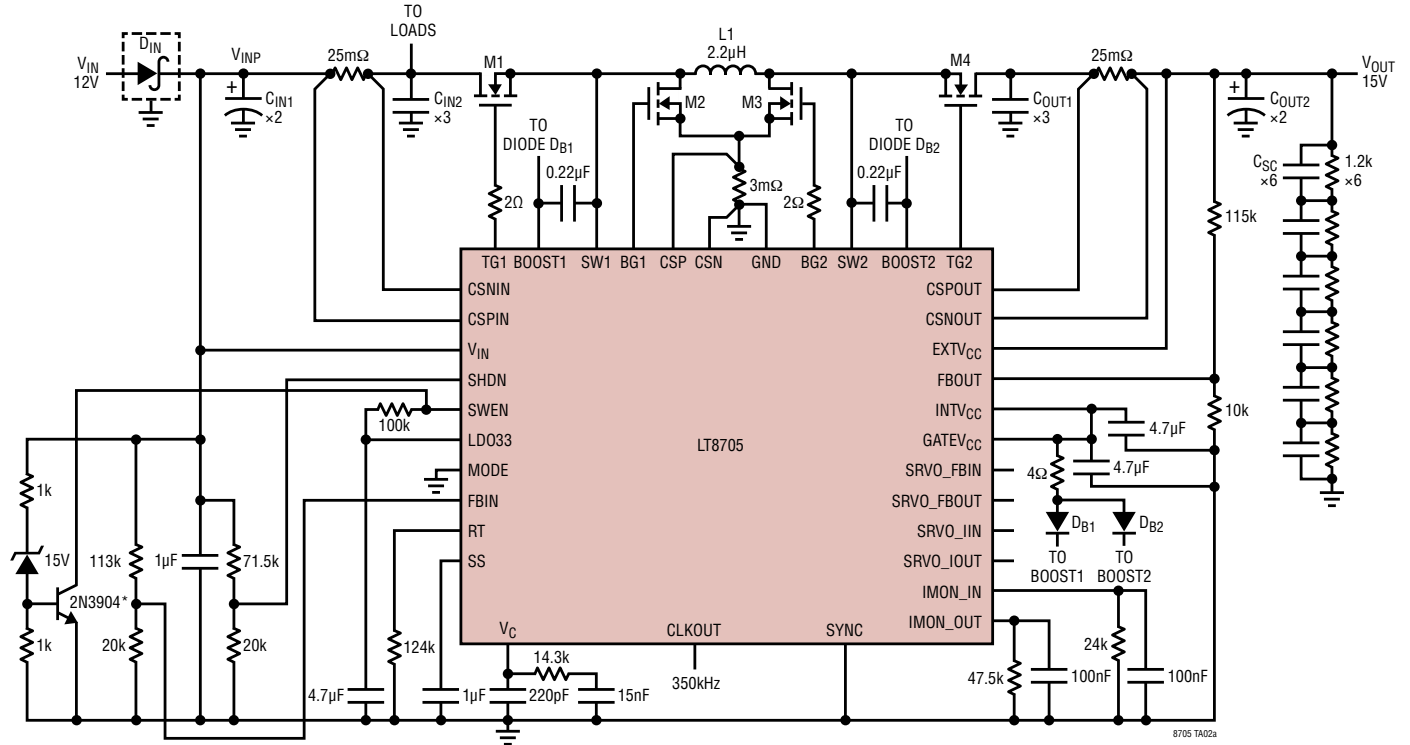 TO
LOADS
D_IN
V_IN
12V
V_INP
25mΩ
M1
L1
2.2µH
M4
25mΩ
V_OUT
15V
+
C_IN1
×2
C_IN2
×3
M2
M3
C_OUT1
×3
+
C_OUT2
×2
TO
DIODE D_B1
TO
DIODE D_B2
0.22µF
0.22µF
2Ω
3mΩ
2Ω
C_SC
×6
1.2k
×6
115k
TG1 BOOST1 SW1 BG1 CSP CSN GND BG2 SW2 BOOST2 TG2
CSNIN
CSPIN
V_IN
SHDN
SWEN
LDO33
MODE
FBIN
RT
SS
LT8705
CSPOUT
CSNOUT
EXTV_CC
FBOUT
INTV_CC
GATEV_CC
SRVO_FBIN
SRVO_FBOUT
SRVO_IIN
SRVO_IOUT
IMON_IN
IMON_OUT
V_C
CLKOUT
SYNC
100k
10k
4.7µF
4.7µF
4Ω
D_B1
D_B2
TO
BOOST1
TO
BOOST2
1k
15V
113k
1µF
71.5k
2N3904*
1k
20k
20k
124k
4.7µF
1µF
14.3k
220pF
15nF
350kHz
47.5k
100nF
24k
100nF
8705 TA02a